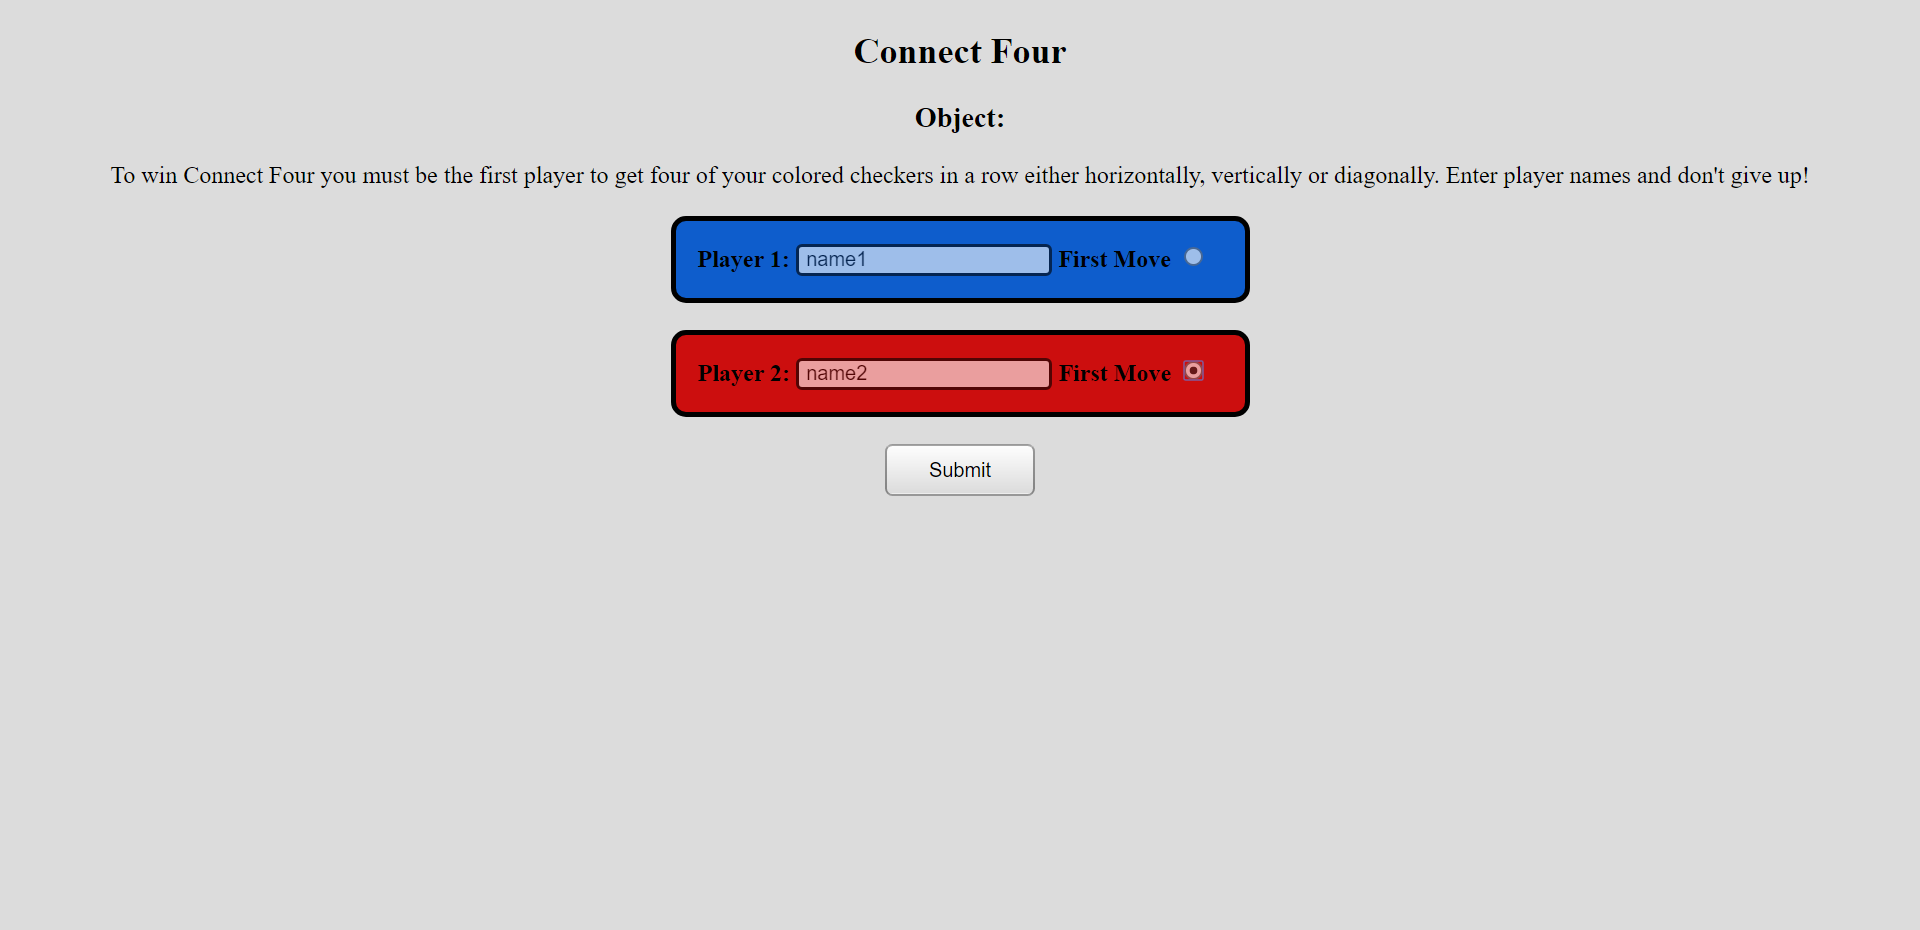 Connect Four
Object:
To win Connect Four you must be the first player to get four of your colored checkers in a row either horizontally, vertically or diagonally. Enter player names and don't give up!
Player 1: name1 First Move
Player 2: name2 First Move
Submit